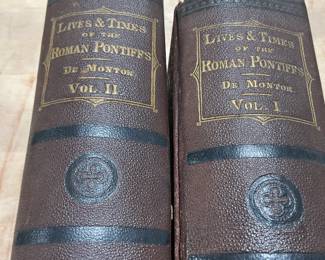 LIVES & TIMES
OF THE
ROMAN PONTIFFS
DE MONTOR
VOL. II
LIVES & TIMES
OF THE
ROMAN PONTIFFS
DE MONTOR
VOL. I